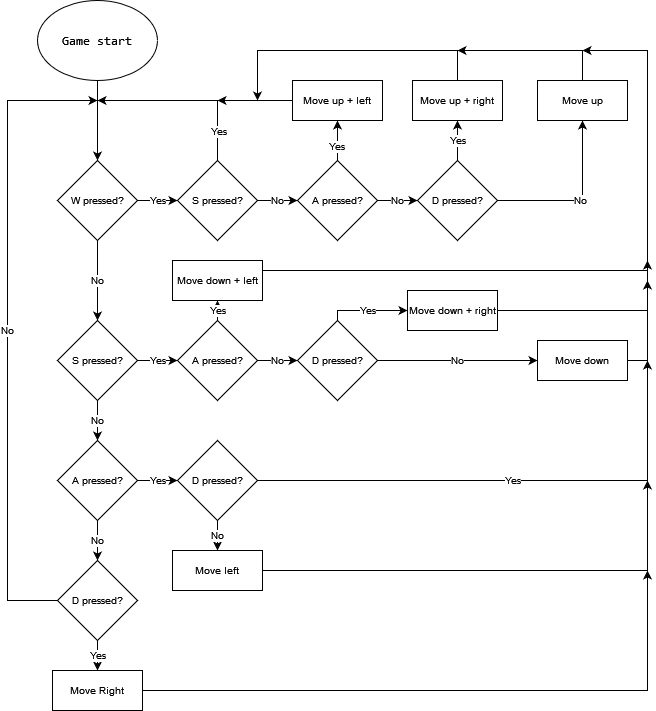 Game start
Move up + left
Move up + right
Move up
Yes
Yes
Yes
W pressed?
Yes
S pressed?
No
A pressed?
No
D pressed?
No
No
Move down + left
Yes
Yes
Move down + right
No
S pressed?
Yes
A pressed?
No
D pressed?
No
Move down
No
A pressed?
Yes
D pressed?
Yes
No
No
Move left
D pressed?
Yes
Move Right